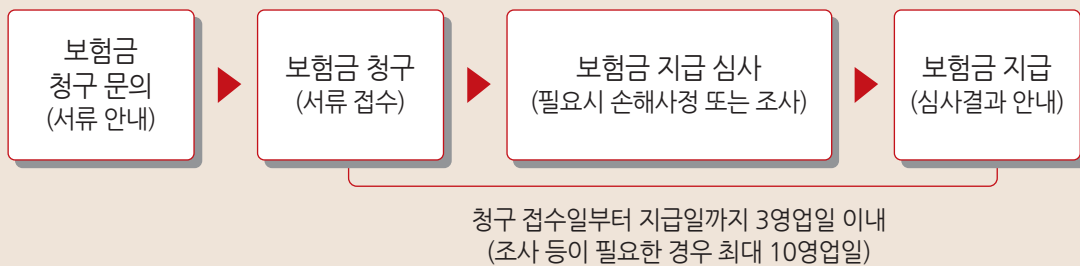 보험금
청구 문의
(서류 안내)
보험금 청구
(서류 접수)
보험금 지급 심사
(필요시 손해사정 또는 조사)
보험금 지급
(심사결과 안내)
청구 접수일부터 지급일까지 3영업일 이내
(조사 등이 필요한 경우 최대 10영업일)